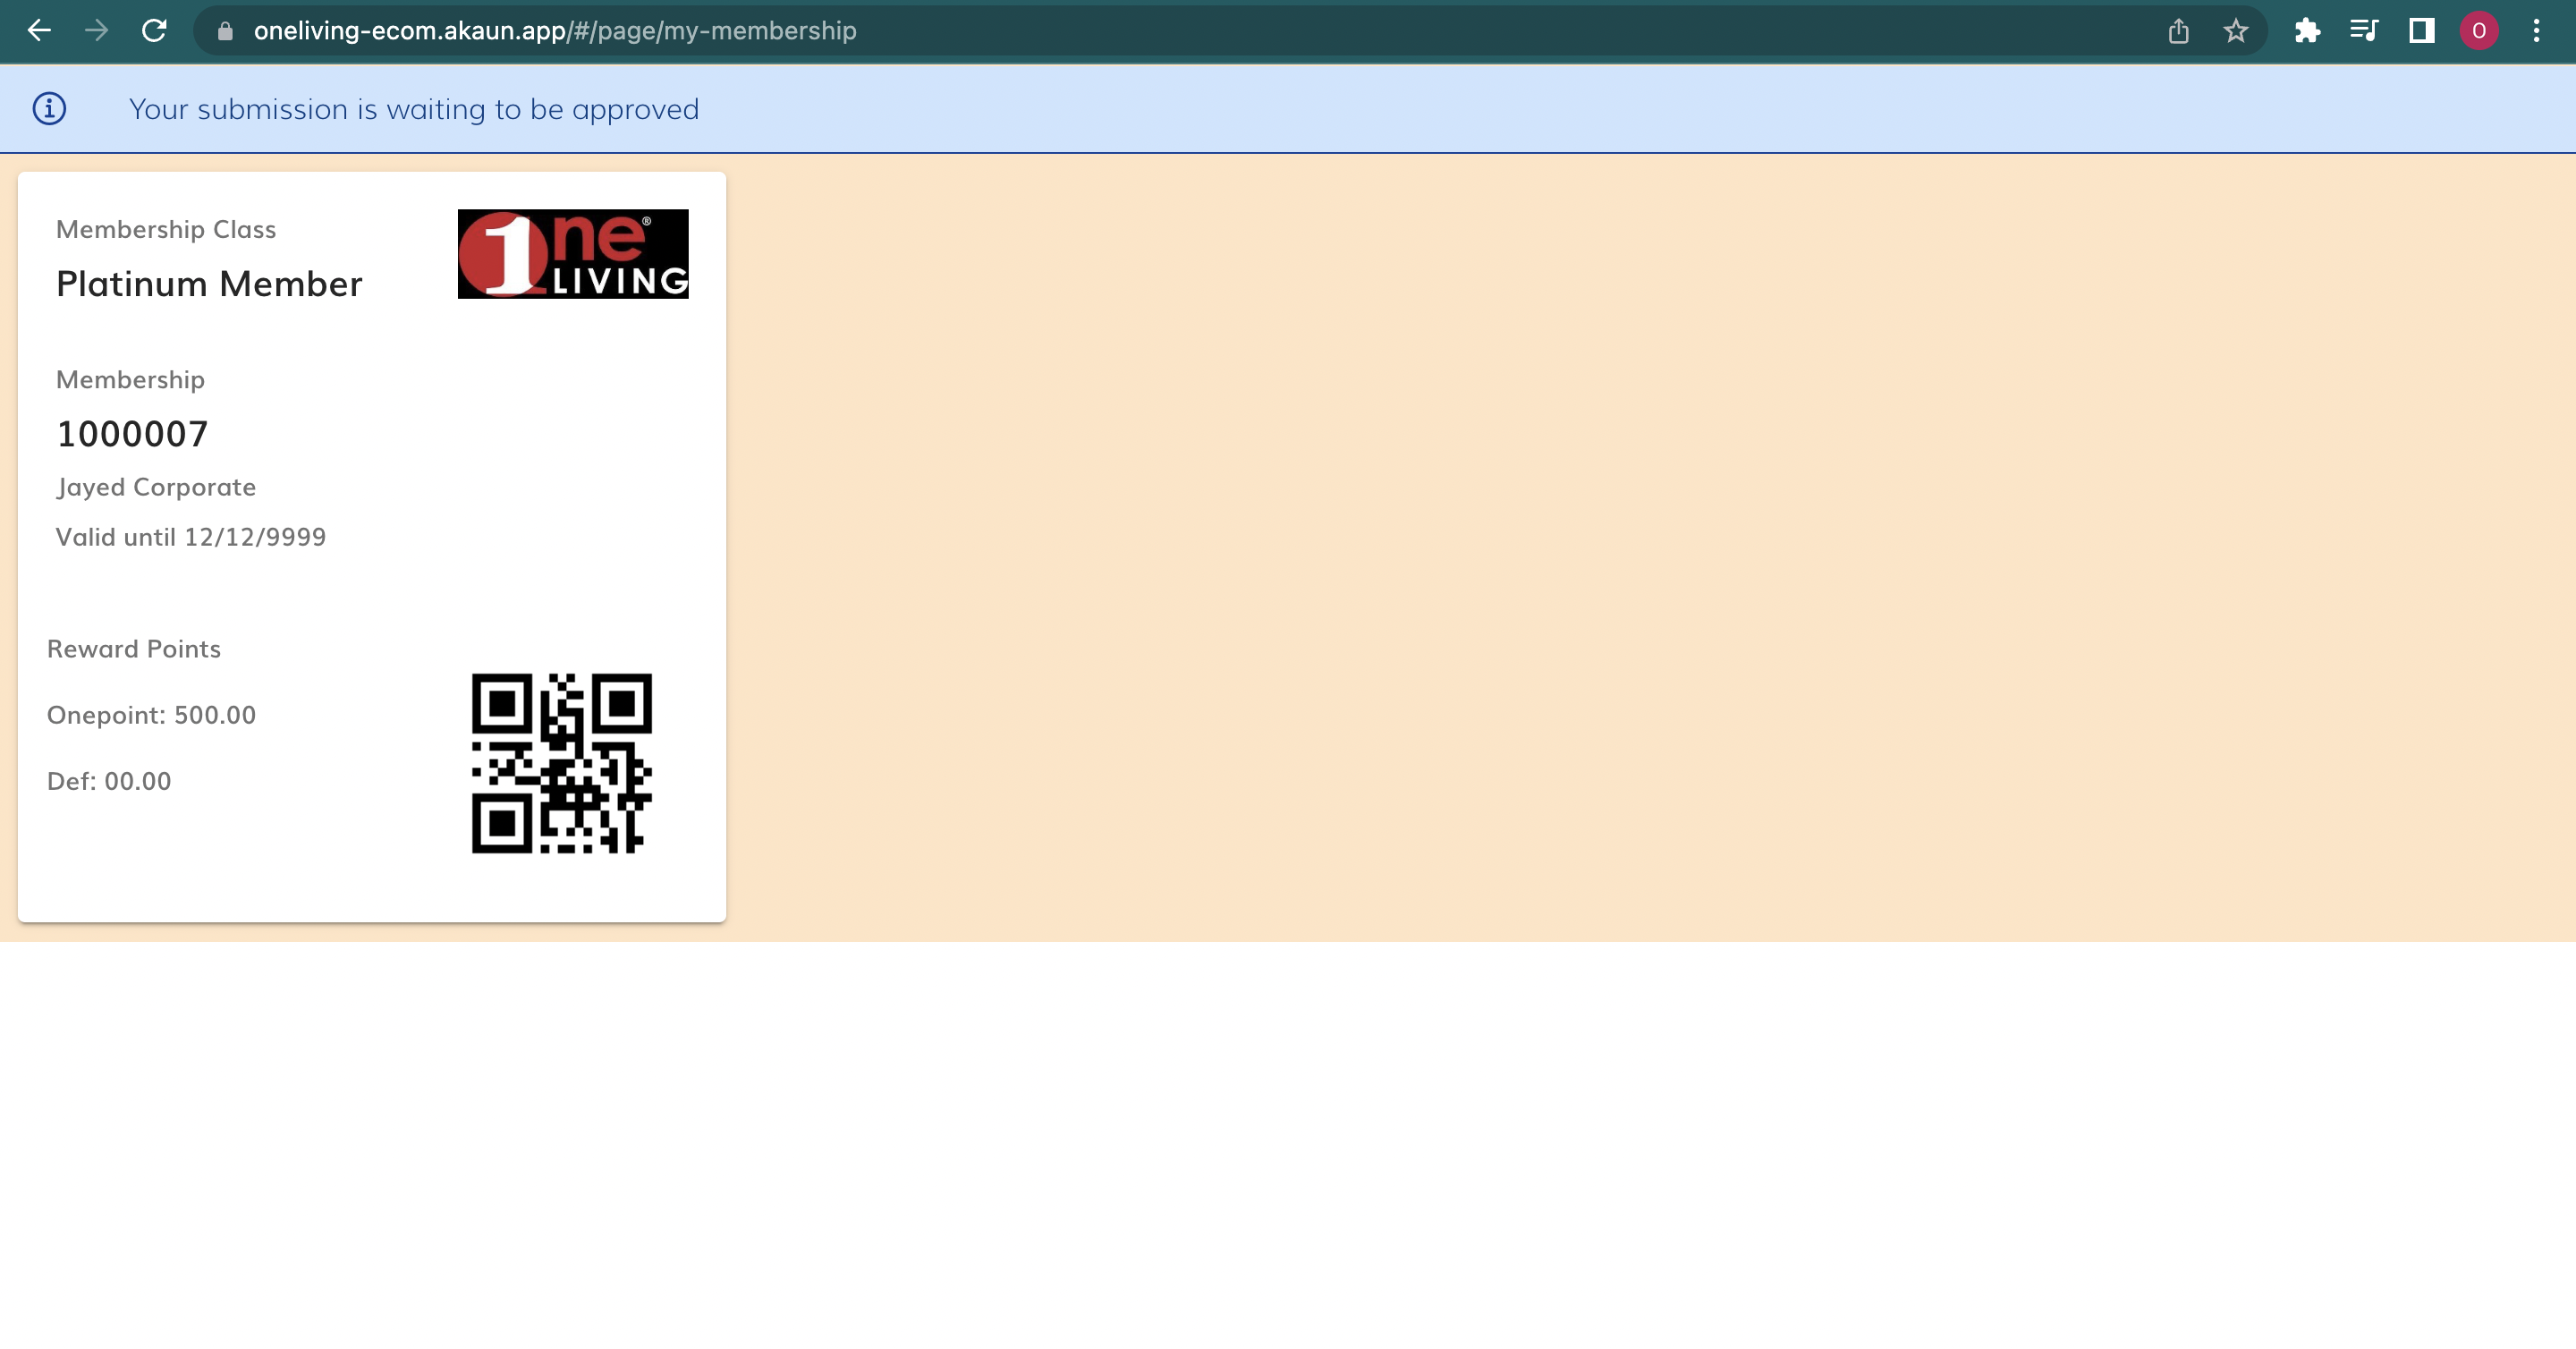 oneliving-ecom.akaun.app/#/page/my-membership
O
Your submission is waiting to be approved
Membership Class
Platinum Member
1ne®
LIVING
Membership
1000007
Jayed Corporate
Valid until 12/12/9999
Reward Points
Onepoint: 500.00
Def: 00.00